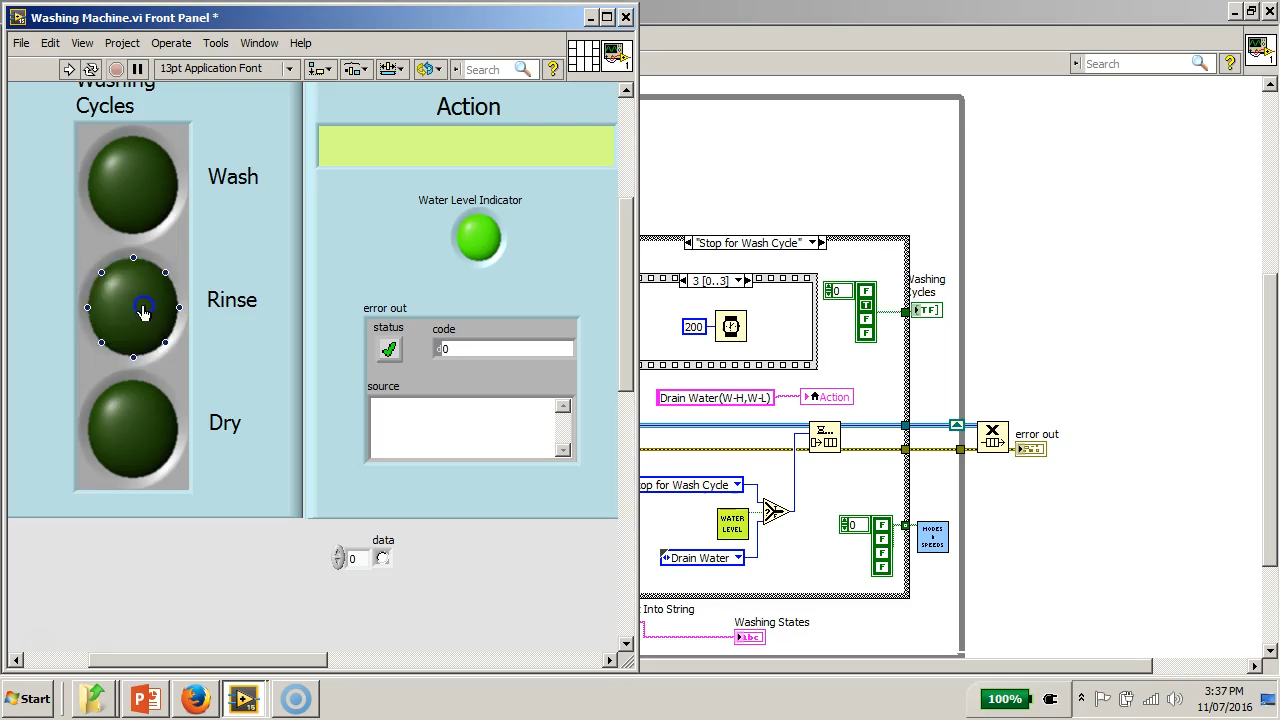 Washing Machine.vi Front Panel *
File Edit View Project Operate Tools Window Help
13pt Application Font
Search
Search
1
1
Washing
Cycles
Wash
Rinse
Dry
Action
Water Level Indicator
error out
status
code
0
source
data
0
"Stop for Wash Cycle"
3 [0..3]
200
0
F
T
F
F
Washing
Cycles
TF
Drain Water(W-H,W-L)
Action
error out
op for Wash Cycle
WATER
LEVEL
Drain Water
0
F
F
F
F
MODES
&
SPEEDS
Into String
Washing States
abc
Start
15
100%
3:37 PM
11/07/2016